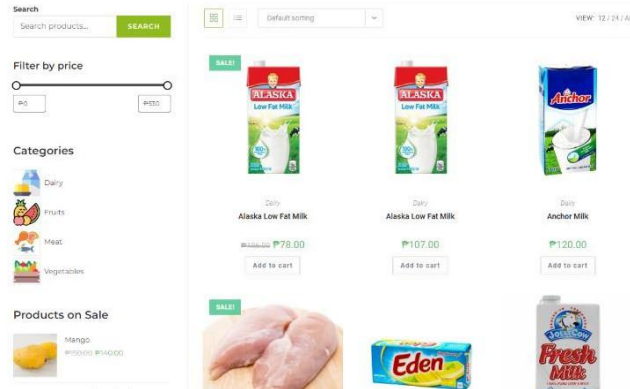 Search
Search products...
SEARCH
Default sorting
VIEW: 12 / 24 /
Filter by price
₱0
₱530
Categories
Dairy
Fruits
Meat
Vegetables
Products on Sale
Mango
₱140.00
SALE!
ALASKA
Low Fat Milk
Dairy
Alaska Low Fat Milk
₱78.00
Add to cart
ALASKA
Low Fat Milk
Dairy
Alaska Low Fat Milk
₱107.00
Add to cart
Anchor
Dairy
Anchor Milk
₱120.00
Add to cart
SALE!
Eden
Fresh
Milk